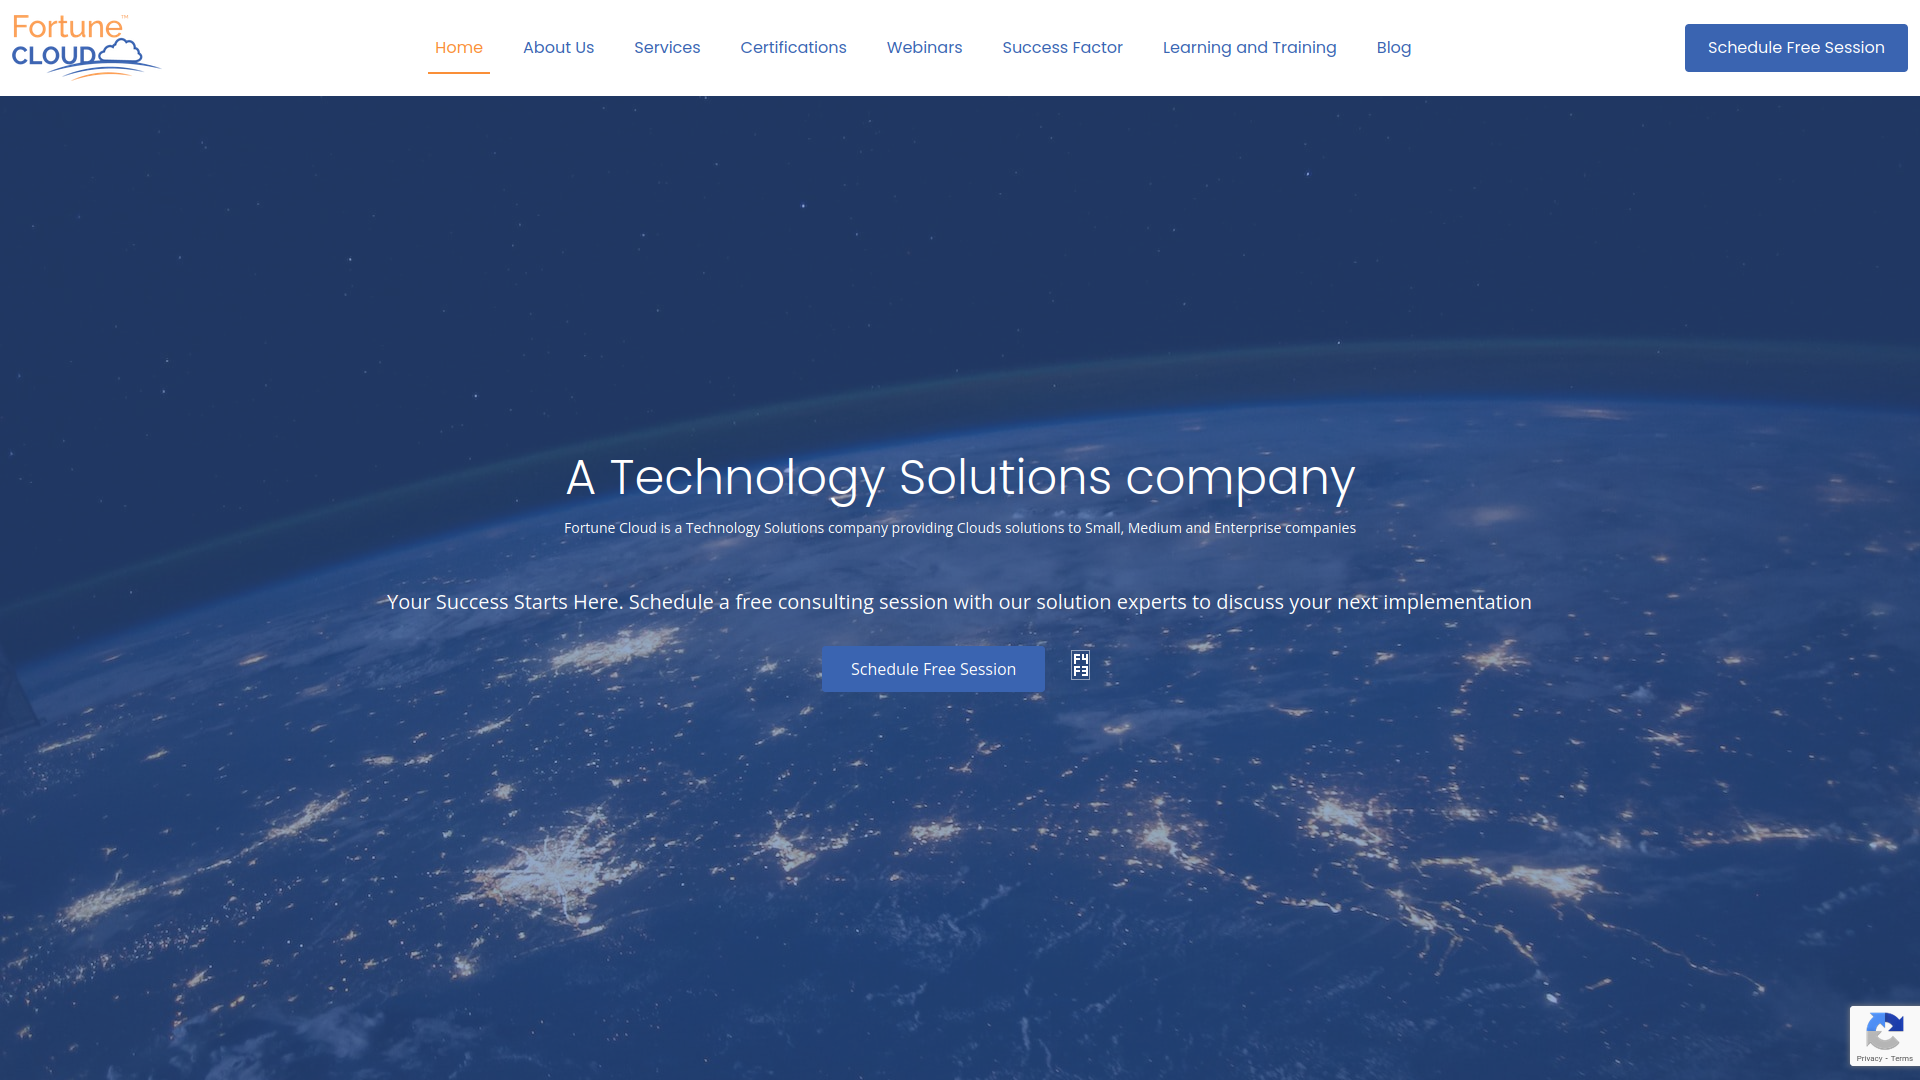 Fortune™
CLOUD
Home
About Us
Services
Certifications
Webinars
Success Factor
Learning and Training
Blog
Schedule Free Session
A Technology Solutions company
Fortune Cloud is a Technology Solutions company providing Clouds solutions to Small, Medium and Enterprise companies
Your Success Starts Here. Schedule a free consulting session with our solution experts to discuss your next implementation
Schedule Free Session
F4
F3
Privacy - Terms